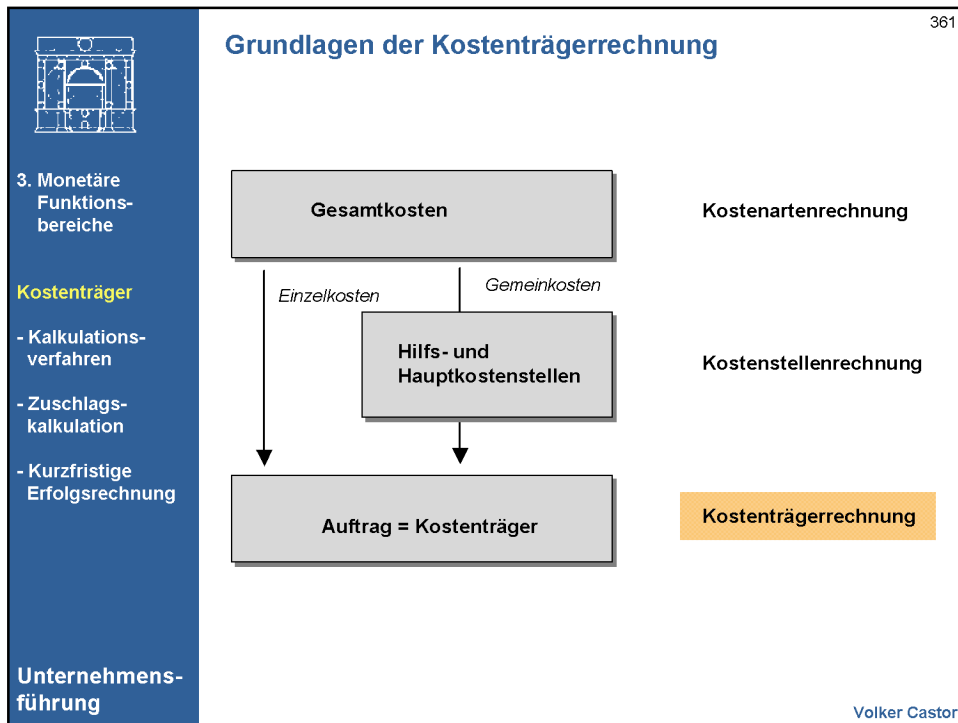 361
Grundlagen der Kostenträgerrechnung
3. Monetäre
Funktions-
bereiche
Kostenträger
- Kalkulations-
verfahren
- Zuschlags-
kalkulation
- Kurzfristige
Erfolgsrechnung
Unternehmens-
führung
Gesamtkosten
Kostenartenrechnung
Einzelkosten
Gemeinkosten
Hilfs- und
Hauptkostenstellen
Kostenstellenrechnung
Auftrag = Kostenträger
Kostenträgerrechnung
Volker Castor